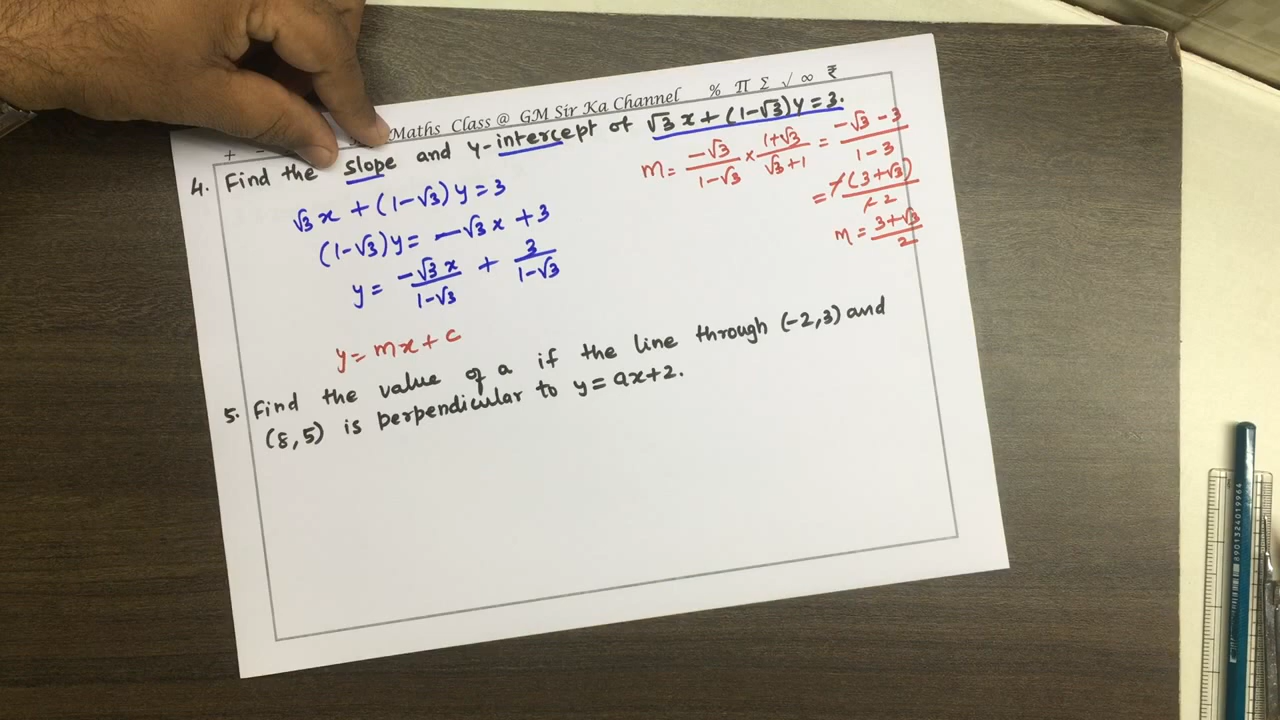 Maths Class @ GM Sir Ka Channel % Π Σ √ ∞ ₹
+ -
4. Find the slope and y-intercept of √3 x + (1-√3) y = 3.
√3 x + (1-√3) y = 3
(1-√3) y = -√3 x + 3
y = -√3 x / 1-√3 + 3 / 1-√3
y = mx + c
m = -√3 / 1-√3 × 1+√3 / √3+1 = -√3 - 3 / 1-3
= -(3+√3) / -2
m = 3+√3 / 2
5. Find the value of a if the line through (-2,3) and
(8,5) is perpendicular to y = ax+2.
8901324019964